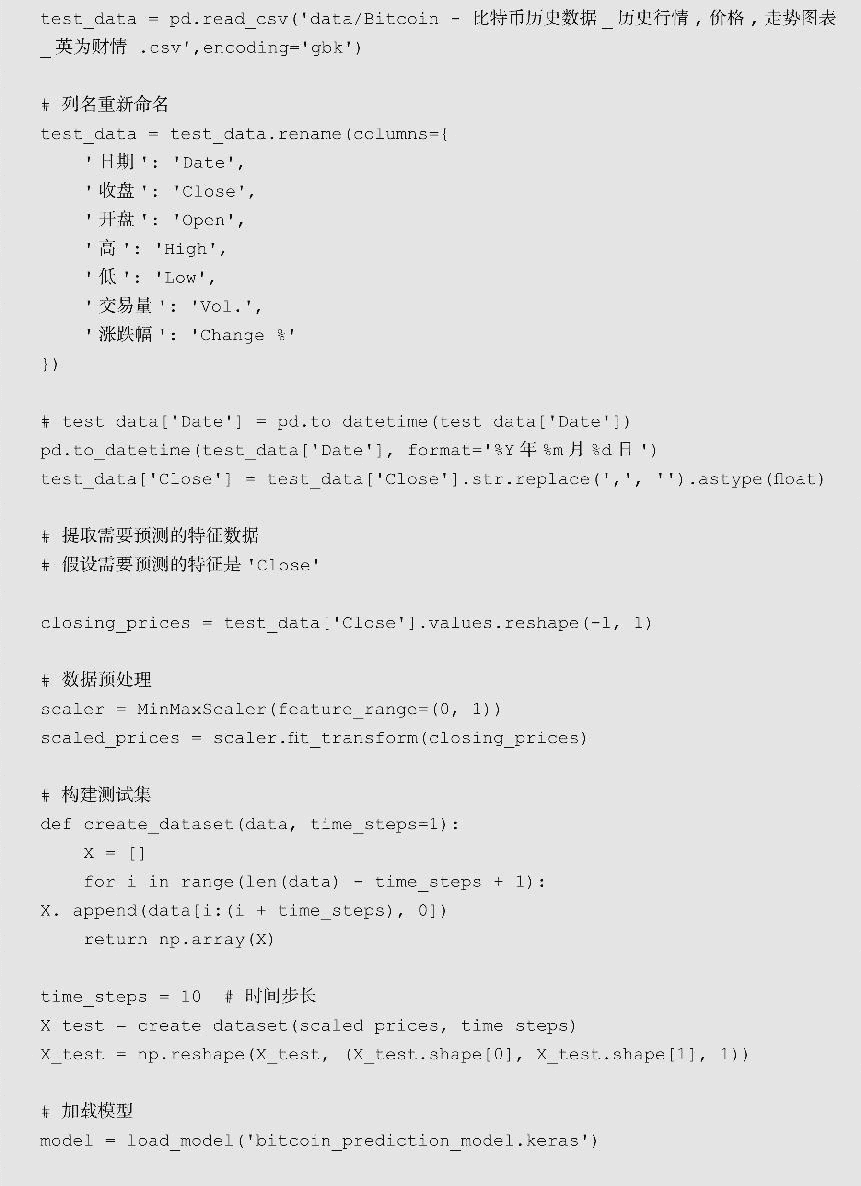 test_data = pd.read_csv('data/Bitcoin - 比特币历史数据_历史行情,价格,走势图表
_英为财情 .csv',encoding='gbk')
# 列名重新命名
test_data = test_data.rename(columns={
    '日期': 'Date',
    '收盘': 'Close',
    '开盘': 'Open',
    '高': 'High',
    '低': 'Low',
    '交易量': 'Vol.',
    '涨跌幅': 'Change %'
})
# test_data['Date'] = pd.to_datetime(test_data['Date'])
pd.to_datetime(test_data['Date'], format='%Y年%m月%d日')
test_data['Close'] = test_data['Close'].str.replace(',', '').astype(float)
# 提取需要预测的特征数据
# 假设需要预测的特征是'Close'
closing_prices = test_data['Close'].values.reshape(-1, 1)
# 数据预处理
scaler = MinMaxScaler(feature_range=(0, 1))
scaled_prices = scaler.fit_transform(closing_prices)
# 构建测试集
def create_dataset(data, time_steps=1):
    X = []
    for i in range(len(data) - time_steps + 1):
X. append(data[i:(i + time_steps), 0])
    return np.array(X)
time_steps = 10  # 时间步长
X_test = create_dataset(scaled_prices, time_steps)
X_test = np.reshape(X_test, (X_test.shape[0], X_test.shape[1], 1))
# 加载模型
model = load_model('bitcoin_prediction_model.keras')